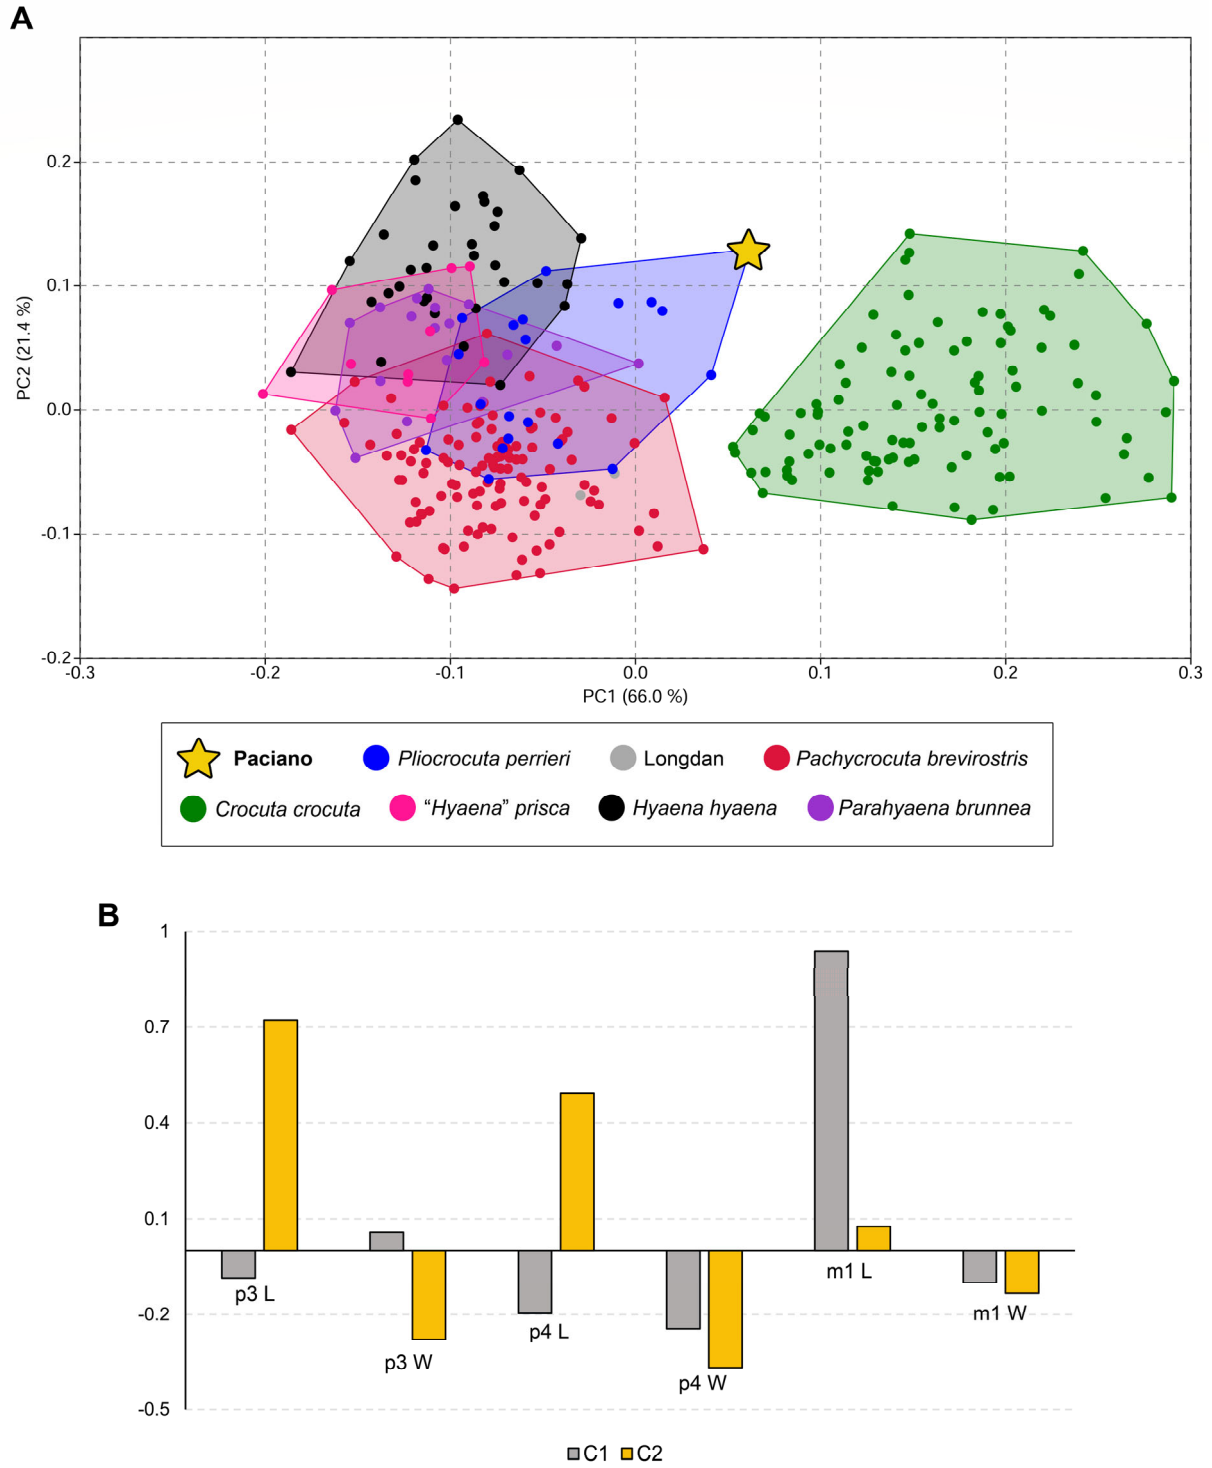 A
PC2 (21.4 %)
0.2
0.1
0.0
-0.1
-0.2
-0.3
-0.2
-0.1
0.0
0.1
0.2
0.3
PC1 (66.0 %)
Paciano
Pliocrocuta perrieri
Longdan
Pachycrocuta brevirostris
Crocuta crocuta
“Hyaena” prisca
Hyaena hyaena
Parahyaena brunnea
B
1
0.7
0.4
0.1
-0.2
-0.5
p3 L
p3 W
p4 L
p4 W
m1 L
m1 W
C1 C2